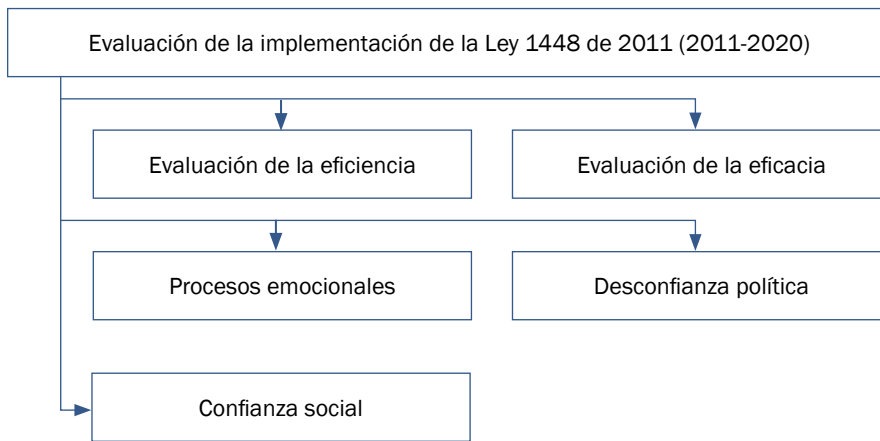 Evaluación de la implementación de la Ley 1448 de 2011 (2011-2020)
Evaluación de la eficiencia
Evaluación de la eficacia
Procesos emocionales
Desconfianza política
Confianza social